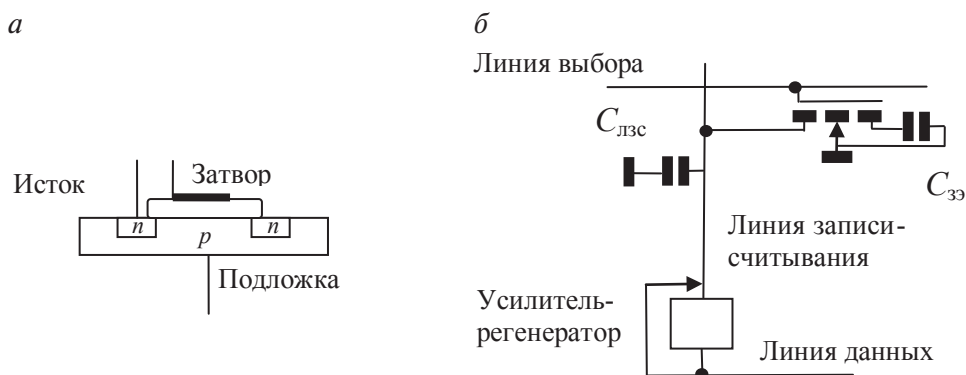 а
б
Исток
Затвор
n
p
n
Подложка
Линия выбора
Cлзс
Cзэ
Линия записи-
считывания
Усилитель-
регенератор
Линия данных